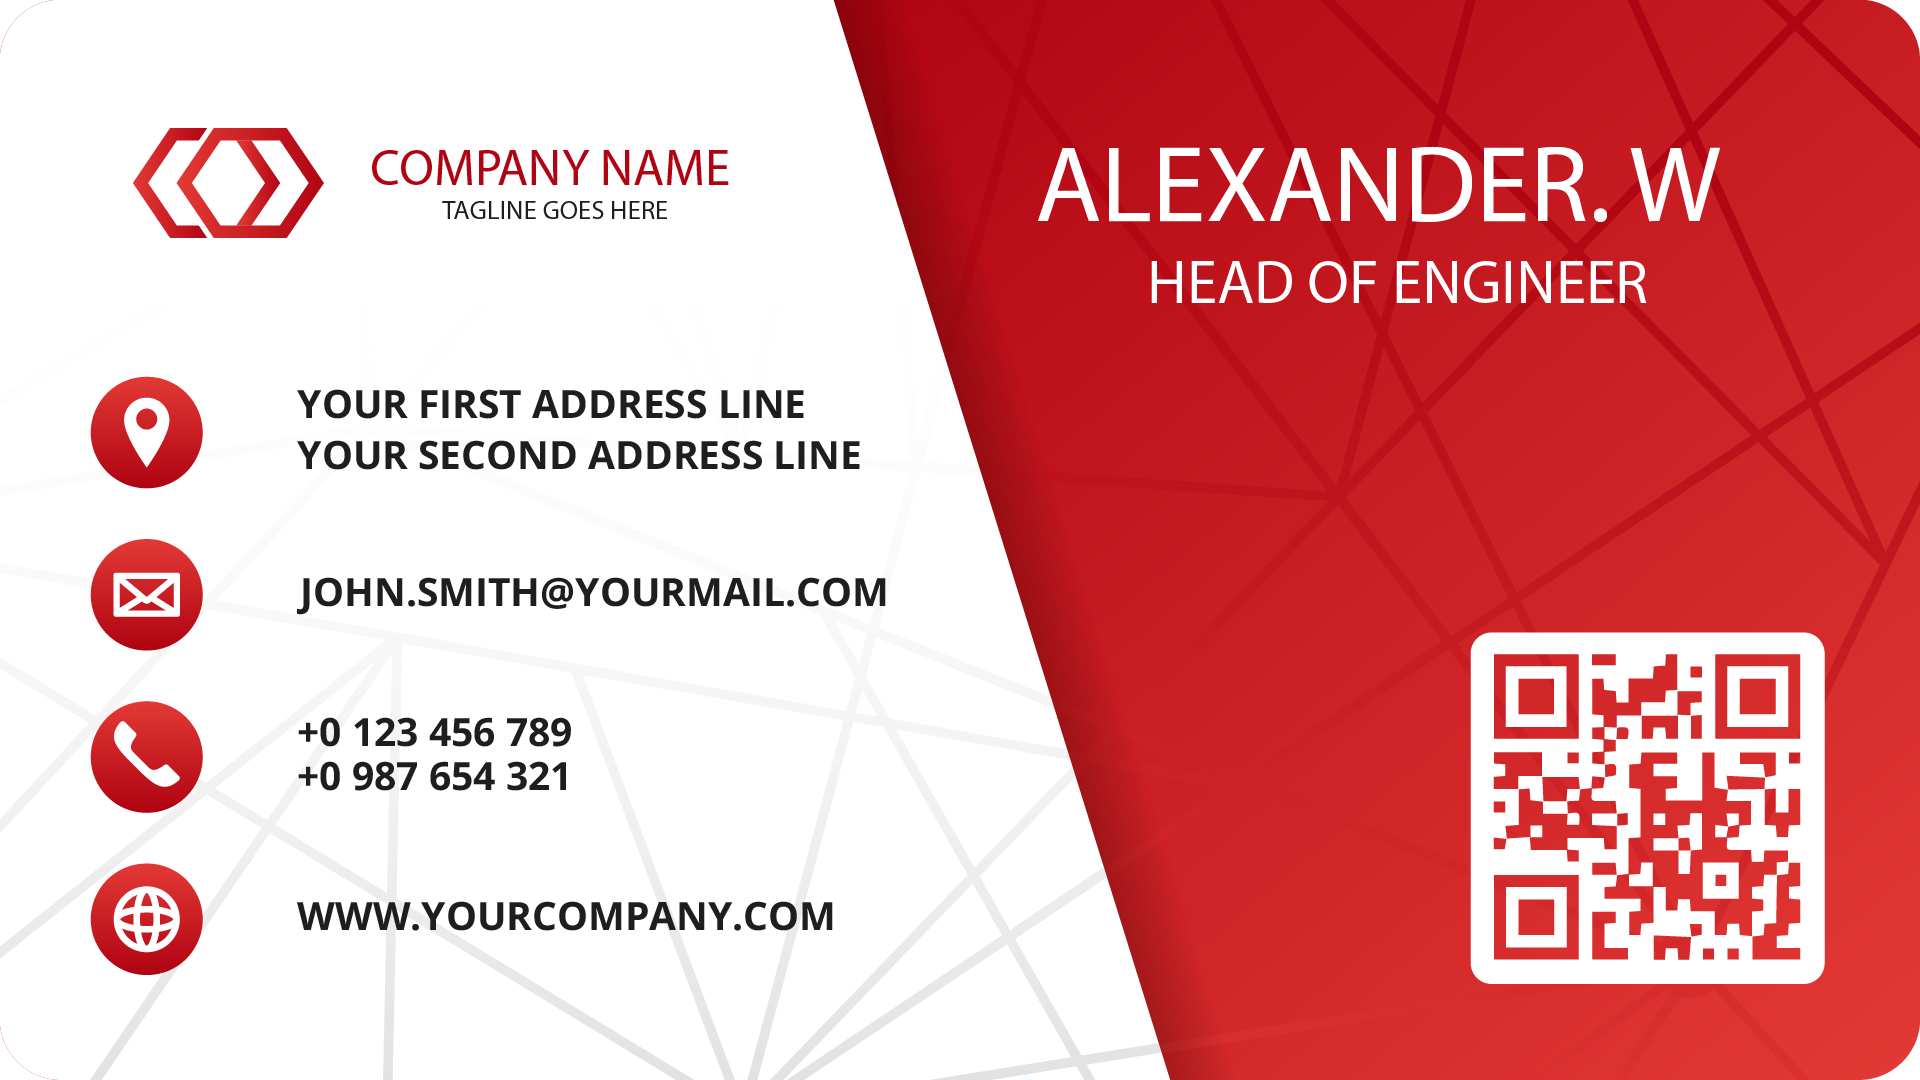 COMPANY NAME
TAGLINE GOES HERE
ALEXANDER. W
HEAD OF ENGINEER
YOUR FIRST ADDRESS LINE
YOUR SECOND ADDRESS LINE
JOHN.SMITH@YOURMAIL.COM
+0 123 456 789
+0 987 654 321
WWW.YOURCOMPANY.COM